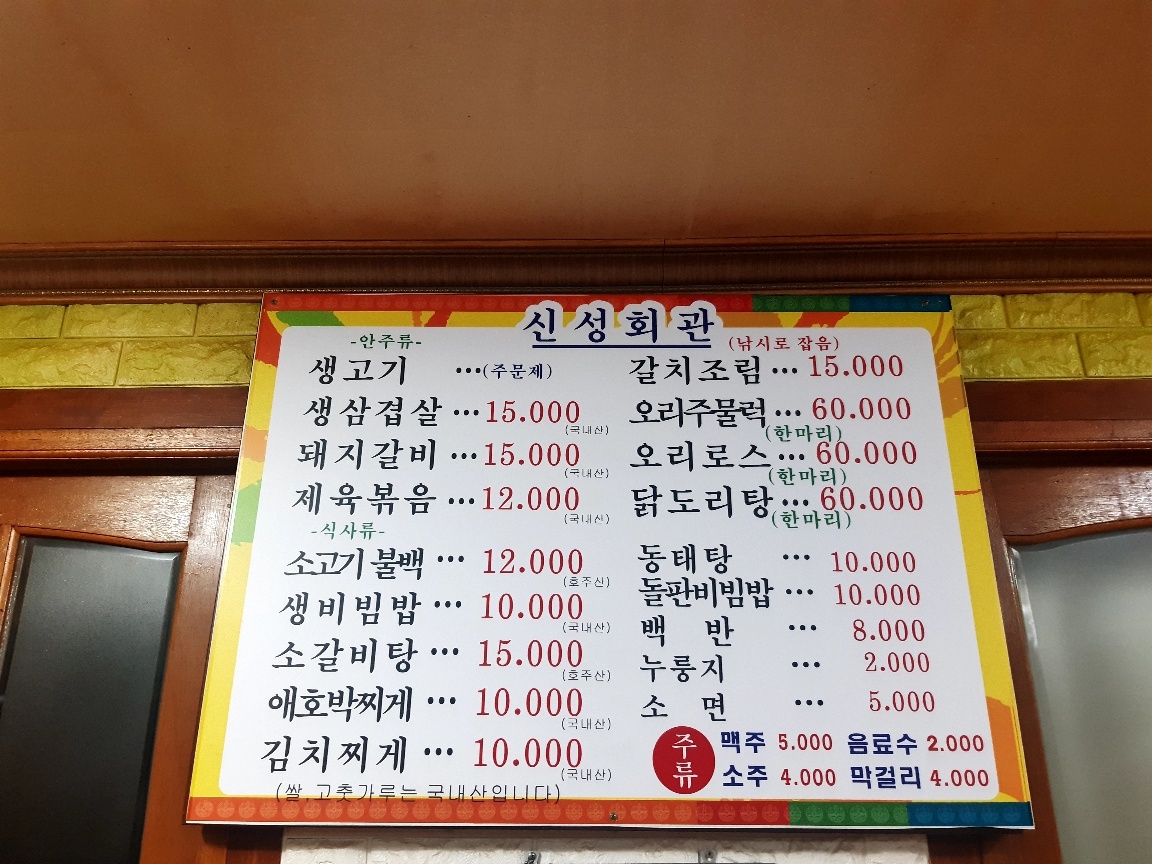 신성회관
-안주류-
생고기 ···(주문제)
생삼겹살 ···15.000
(국내산)
돼지갈비 ···15.000
(국내산)
제육볶음 ···12.000
(국내산)
-식사류-
소고기불백 ··· 12.000
(호주산)
생비빔밥 ··· 10.000
(국내산)
소갈비탕 ··· 15.000
(호주산)
애호박찌게 ··· 10.000
(국내산)
김치찌게 ··· 10.000
(국내산)
(쌀.고춧가루는 국내산입니다)
(낚시로 잡음)
갈치조림 ··· 15.000
오리주물럭 ··· 60.000
(한마리)
오리로스 ··· 60.000
(한마리)
닭도리탕 ··· 60.000
(한마리)
동태탕 ··· 10.000
돌판비빔밥 ··· 10.000
백 반 ··· 8.000
누룽지 ··· 2.000
소 면 ··· 5.000
주류
맥주 5.000 음료수 2.000
소주 4.000 막걸리 4.000